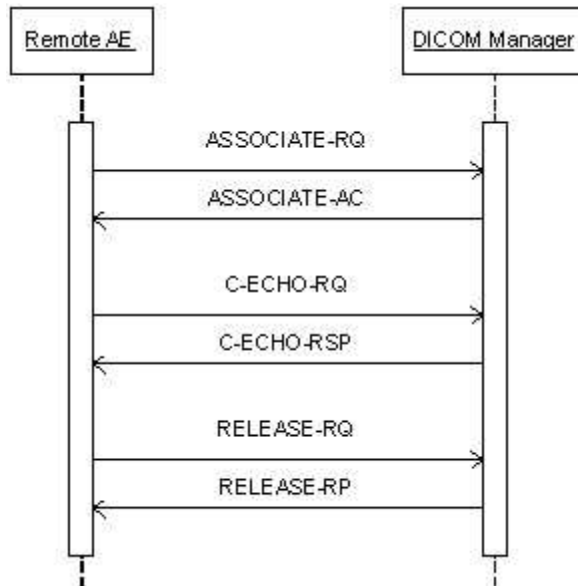 Remote AE
DICOM Manager
ASSOCIATE-RQ
ASSOCIATE-AC
C-ECHO-RQ
C-ECHO-RSP
RELEASE-RQ
RELEASE-RP